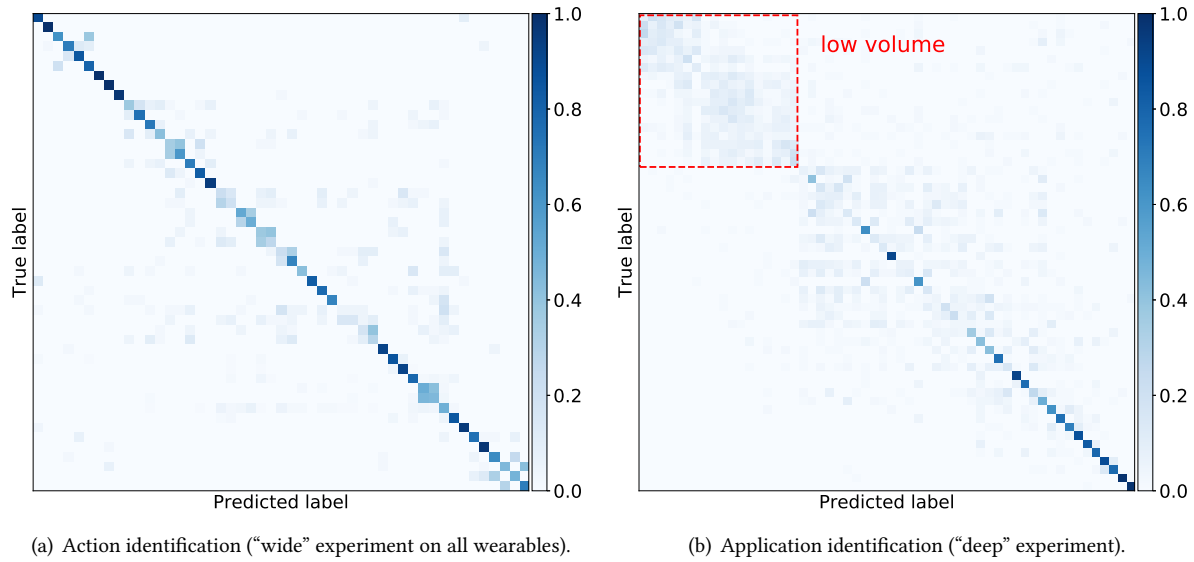 1.0
0.8
0.6
0.4
0.2
0.0
True label
Predicted label
(a) Action identification (“wide” experiment on all wearables).
low volume
1.0
0.8
0.6
0.4
0.2
0.0
True label
Predicted label
(b) Application identification (“deep” experiment).